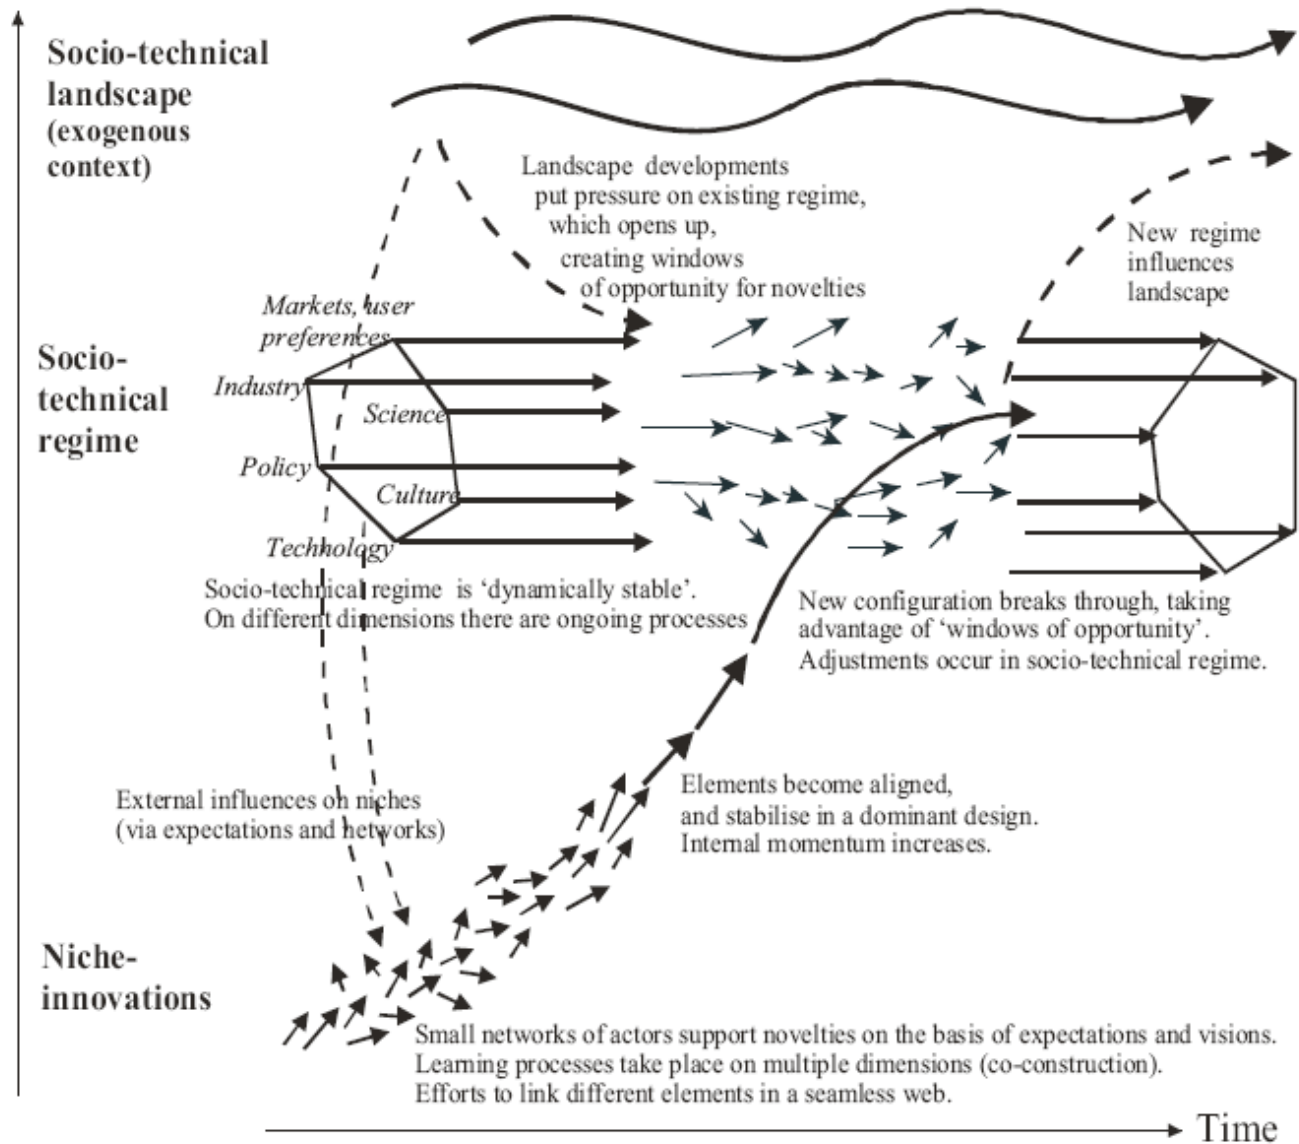 Socio-technical
landscape
(exogenous
context)
Landscape developments
put pressure on existing regime,
which opens up,
creating windows
of opportunity for novelties
New regime
influences
landscape
Markets, user
preferences
Socio-
technical
regime
Industry
Science
Policy
Culture
Technology
Socio-technical regime is ‘dynamically stable’.
On different dimensions there are ongoing processes
New configuration breaks through, taking
advantage of ‘windows of opportunity’.
Adjustments occur in socio-technical regime.
Elements become aligned,
and stabilise in a dominant design.
Internal momentum increases.
External influences on niches
(via expectations and networks)
Niche-
innovations
Small networks of actors support novelties on the basis of expectations and visions.
Learning processes take place on multiple dimensions (co-construction).
Efforts to link different elements in a seamless web.
Time